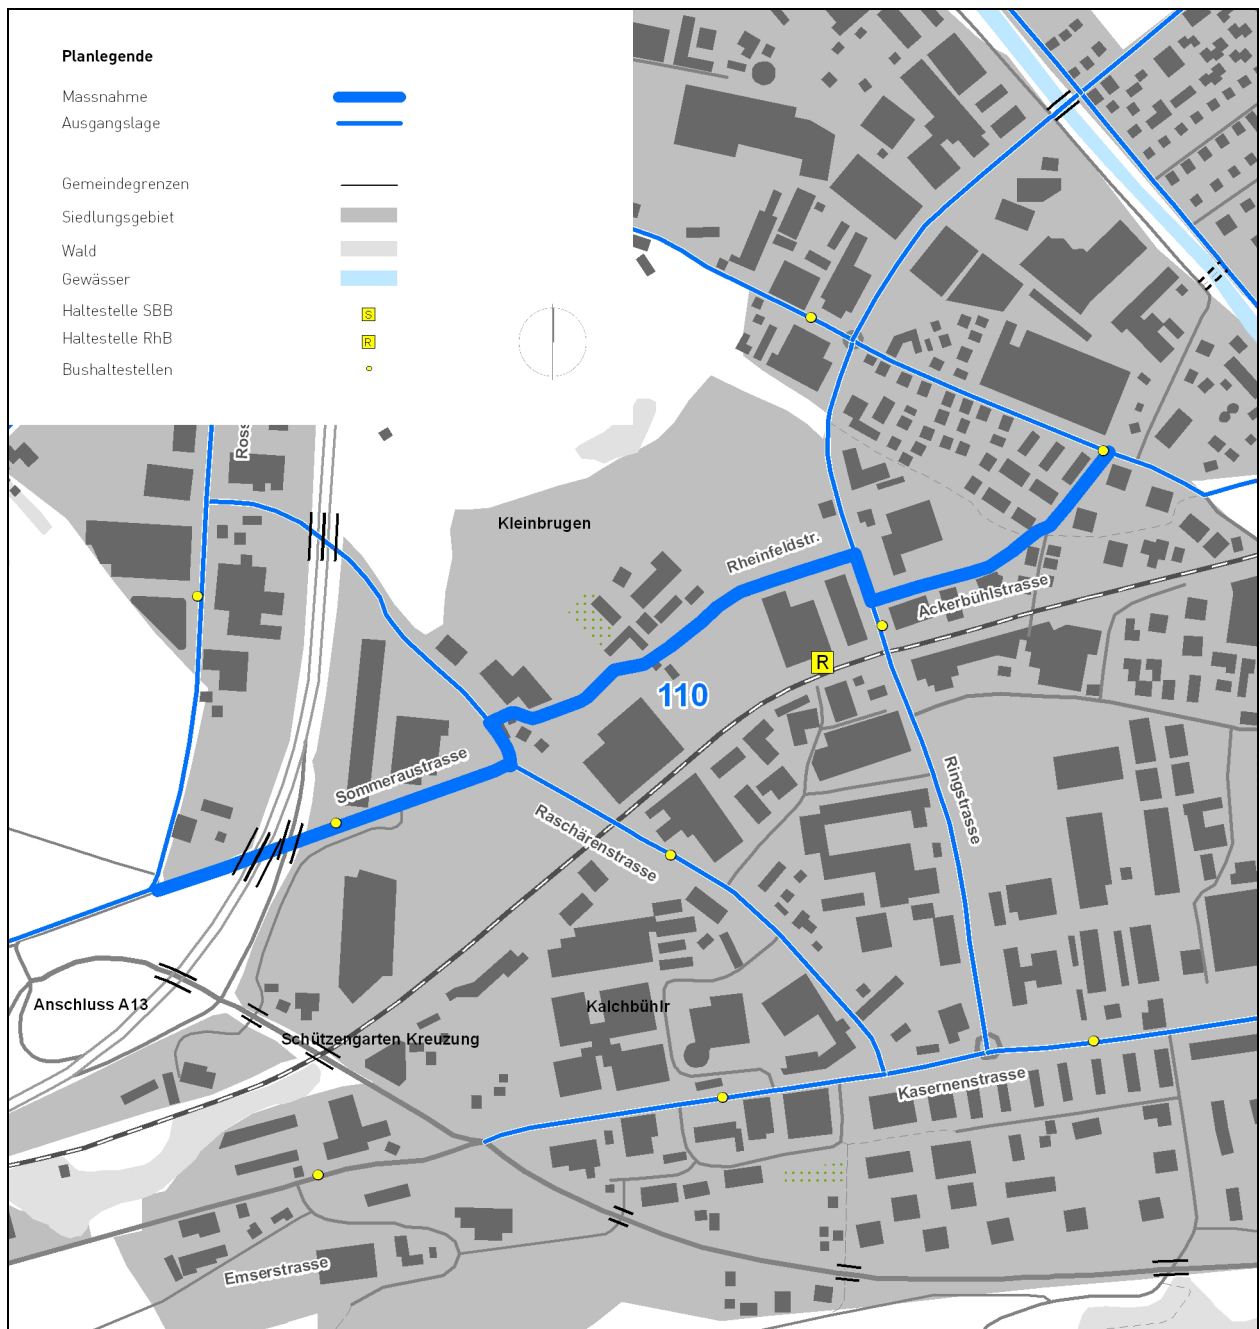 Planlegende
Massnahme
Ausgangslage
Gemeindegrenzen
Siedlungsgebiet
Wald
Gewässer
Haltestelle SBB
S
Haltestelle RhB
R
Bushaltestellen
Ross
Kleinbrugen
Rheinfeldstr.
Ackerbühlstrasse
R
110
Sommeraustrasse
Ringstrasse
Raschärenstrasse
Anschluss A13
Kalchbühlr
Schützengarten Kreuzung
Kasernenstrasse
Emserstrasse